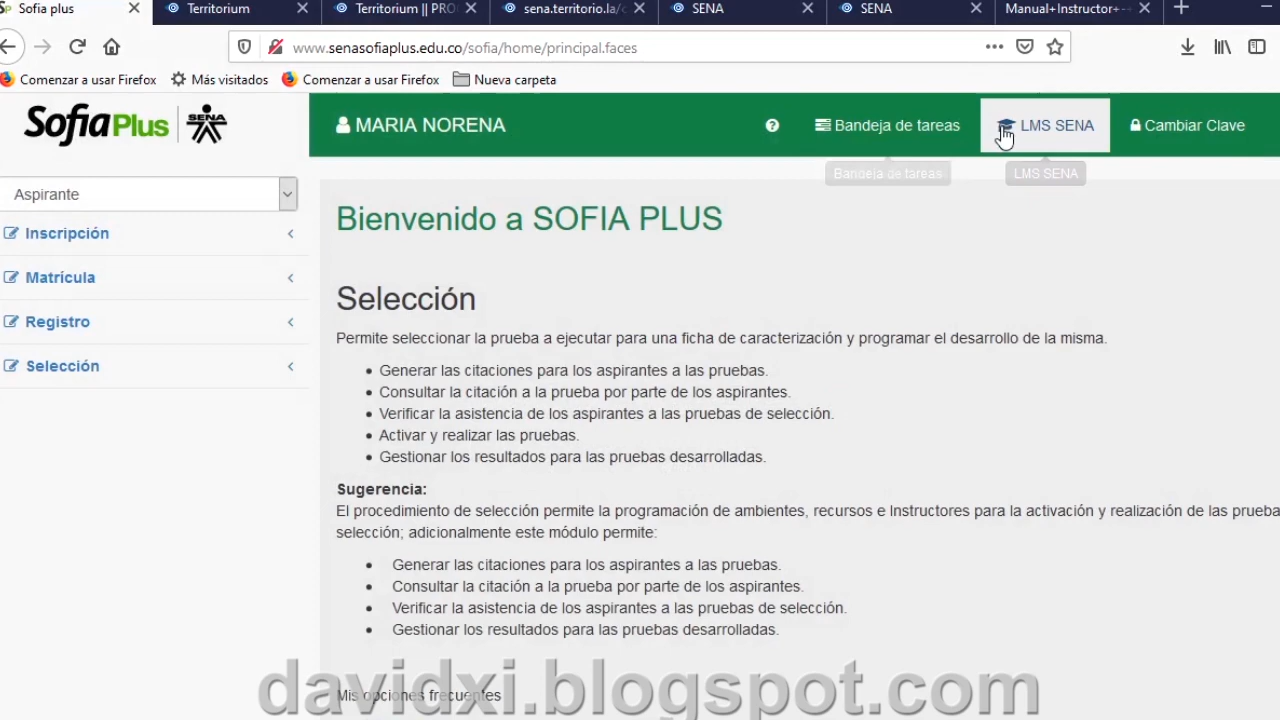 Sofia plus
Territorium
Territorium || PRO
sena.territorio.la/c
SENA
SENA
Manual+Instructor+
www.senasofiaplus.edu.co/sofia/home/principal.faces
Comenzar a usar Firefox
Más visitados
Comenzar a usar Firefox
Nueva carpeta
SofiaPlus SENA
MARIA NORENA
Bandeja de tareas
LMS SENA
Cambiar Clave
Bandeja de tareas
LMS SENA
Aspirante
Inscripción
Matrícula
Registro
Selección
Bienvenido a SOFIA PLUS
Selección
Permite seleccionar la prueba a ejecutar para una ficha de caracterización y programar el desarrollo de la misma.
• Generar las citaciones para los aspirantes a las pruebas.
• Consultar la citación a la prueba por parte de los aspirantes.
• Verificar la asistencia de los aspirantes a las pruebas de selección.
• Activar y realizar las pruebas.
• Gestionar los resultados para las pruebas desarrolladas.
Sugerencia:
El procedimiento de selección permite la programación de ambientes, recursos e Instructores para la activación y realización de las prueba
selección; adicionalmente este módulo permite:
• Generar las citaciones para los aspirantes a las pruebas.
• Consultar la citación a la prueba por parte de los aspirantes.
• Verificar la asistencia de los aspirantes a las pruebas de selección.
• Gestionar los resultados para las pruebas desarrolladas.
Mis opciones frecuentes
davidxi.blogspot.com